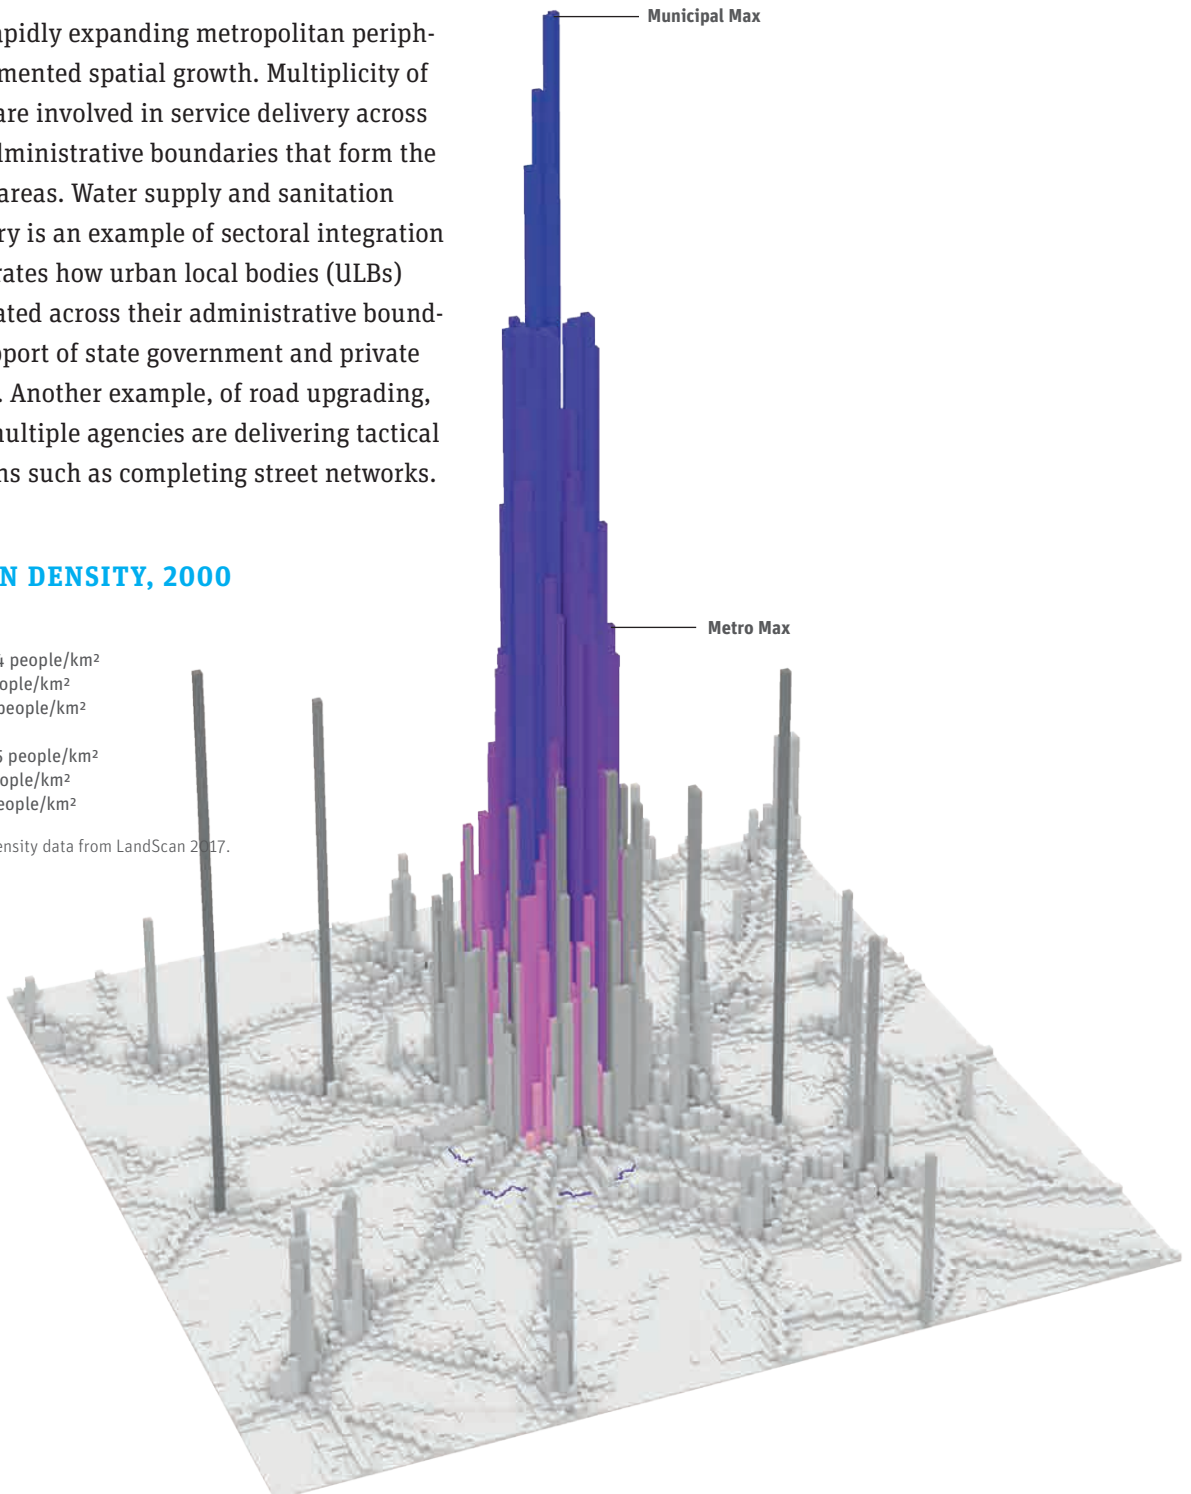 apidly expanding metropolitan periph-
mented spatial growth. Multiplicity of
are involved in service delivery across
dministrative boundaries that form the
areas. Water supply and sanitation
ry is an example of sectoral integration
rates how urban local bodies (ULBs)
ated across their administrative bound-
pport of state government and private
. Another example, of road upgrading,
multiple agencies are delivering tactical
ns such as completing street networks.
N DENSITY, 2000
4 people/km²
ople/km²
people/km²
5 people/km²
ople/km²
eople/km²
ensity data from LandScan 2017.
Municipal Max
Metro Max